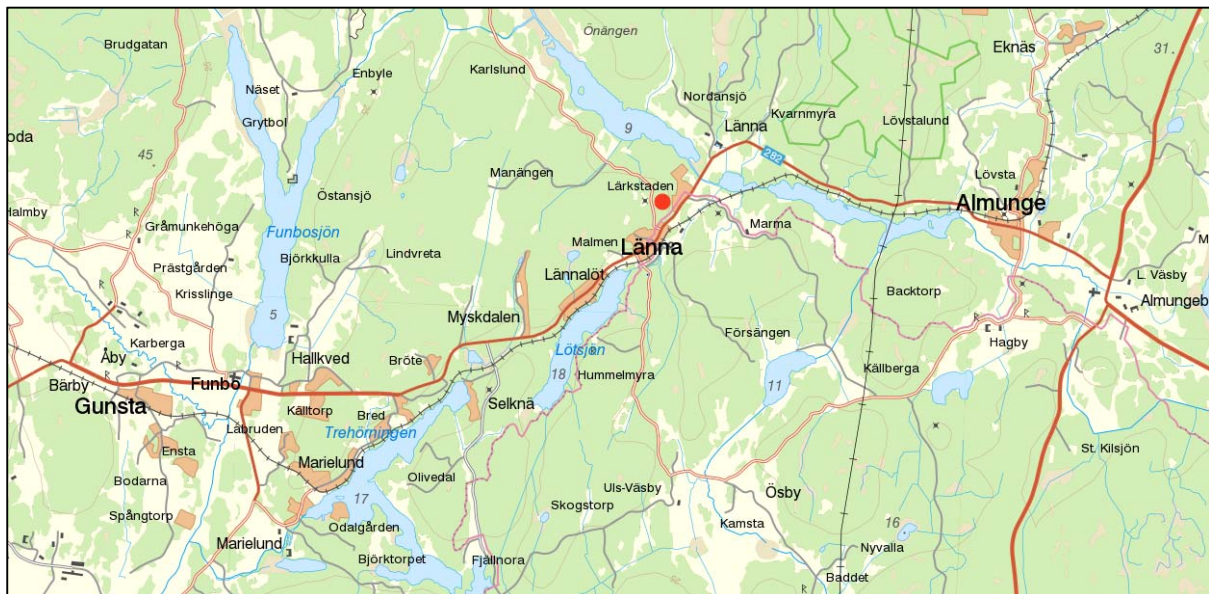 Brudgatan
Näset
Enbyle
Grytbol
Önängen
Karlslund
Nordansjö
Länna
Kvarnmyra
Lövstalund
Eknäs
31.
oda
45
Halmby
9
282
Gråmunkehöga
Östansjö
Manängen
Lärkstaden
Lövsta
Almunge
Funbosjön
Björkkulla
Lindvreta
Malmen
Länna
Marma
M
Prästgården
Krisslinge
Lännalöt
Backtorp
L. Väsby
Almungeb
5
Myskdalen
Karberga
Åby
Hallkved
Bröte
Lötsjön
Försängen
Hagby
Bärby
Funbo
18
Hummelmyra
11
Källberga
Gunsta
Kålltorp
Bred
Selknä
Läbruden
Trehörningen
Ensta
Marielund
St. Kilsjön
Bodarna
Olivedal
Uls-Väsby
Ösby
Spångtorp
17
Skogstorp
Odalgården
Kamsta
16
Marielund
Björktorpet
Fjällnora
Nyvalla
Baddet